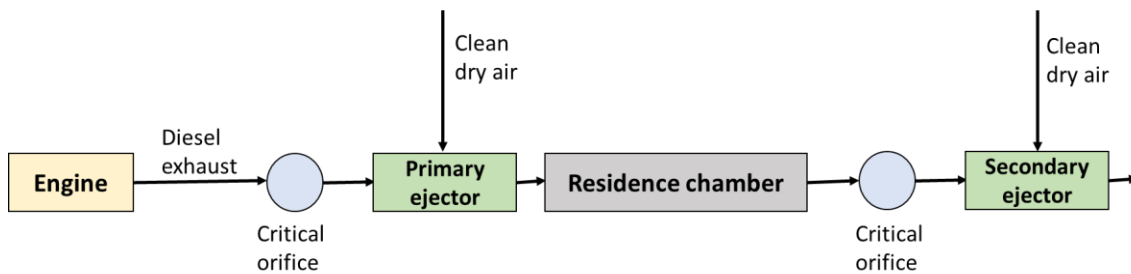 Clean
dry air
Clean
dry air
Diesel
exhaust
Engine
Primary
ejector
Residence chamber
Secondary
ejector
Critical
orifice
Critical
orifice